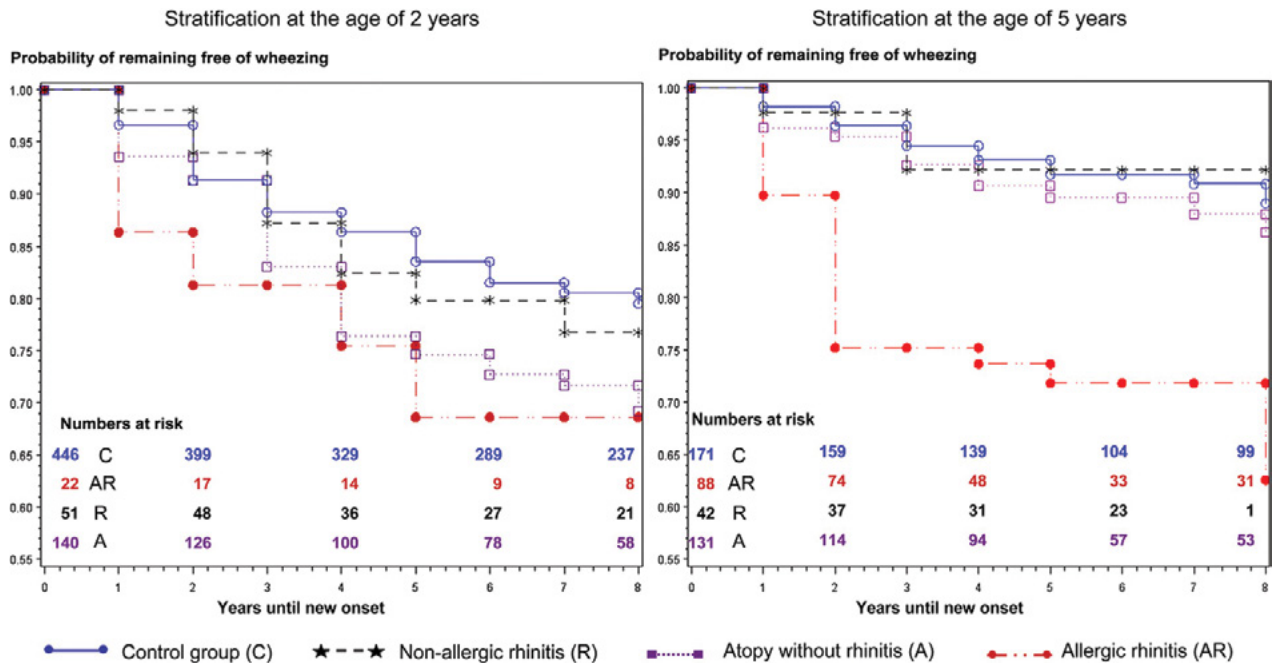 Stratification at the age of 2 years
Probability of remaining free of wheezing
1.00
0.95
0.90
0.85
0.80
0.75
0.70
0.65
0.60
0.55
Numbers at risk
446 C 399 329 289 237
22 AR 17 14 9 8
51 R 48 36 27 21
140 A 126 100 78 58
0 1 2 3 4 5 6 7 8
Years until new onset
Stratification at the age of 5 years
Probability of remaining free of wheezing
1.00
0.95
0.90
0.85
0.80
0.75
0.70
0.65
0.60
0.55
Numbers at risk
171 C 159 139 104 99
88 AR 74 48 33 31
42 R 37 31 23 1
131 A 114 94 57 53
0 1 2 3 4 5 6 7 8
Years until new onset
Control group (C) Non-allergic rhinitis (R) Atopy without rhinitis (A) Allergic rhinitis (AR)